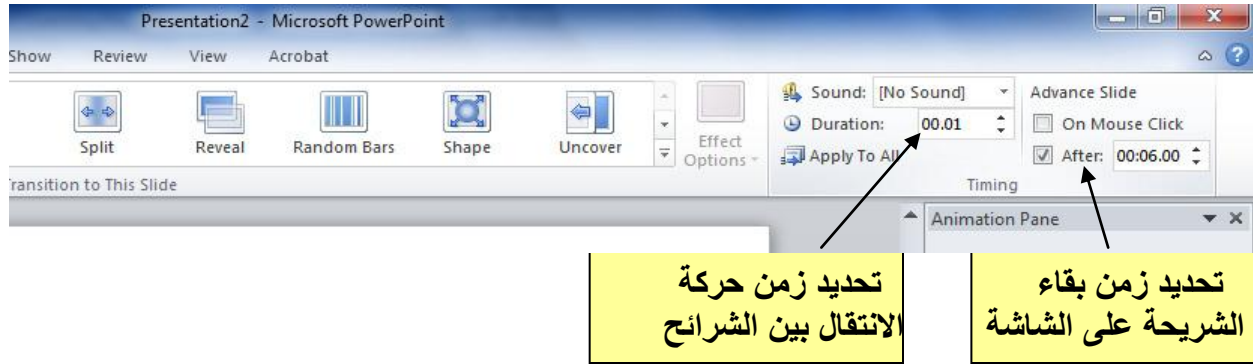 Presentation2 - Microsoft PowerPoint
Show Review View Acrobat
Split Reveal Random Bars Shape Uncover
Effect Options
Transition to This Slide
Sound: [No Sound]
Duration: 00.01
Apply To All
Advance Slide
On Mouse Click
After: 00:06.00
Timing
Animation Pane
تحديد زمن حركة
الانتقال بين الشرائح
تحديد زمن بقاء
الشريحة على الشاشة